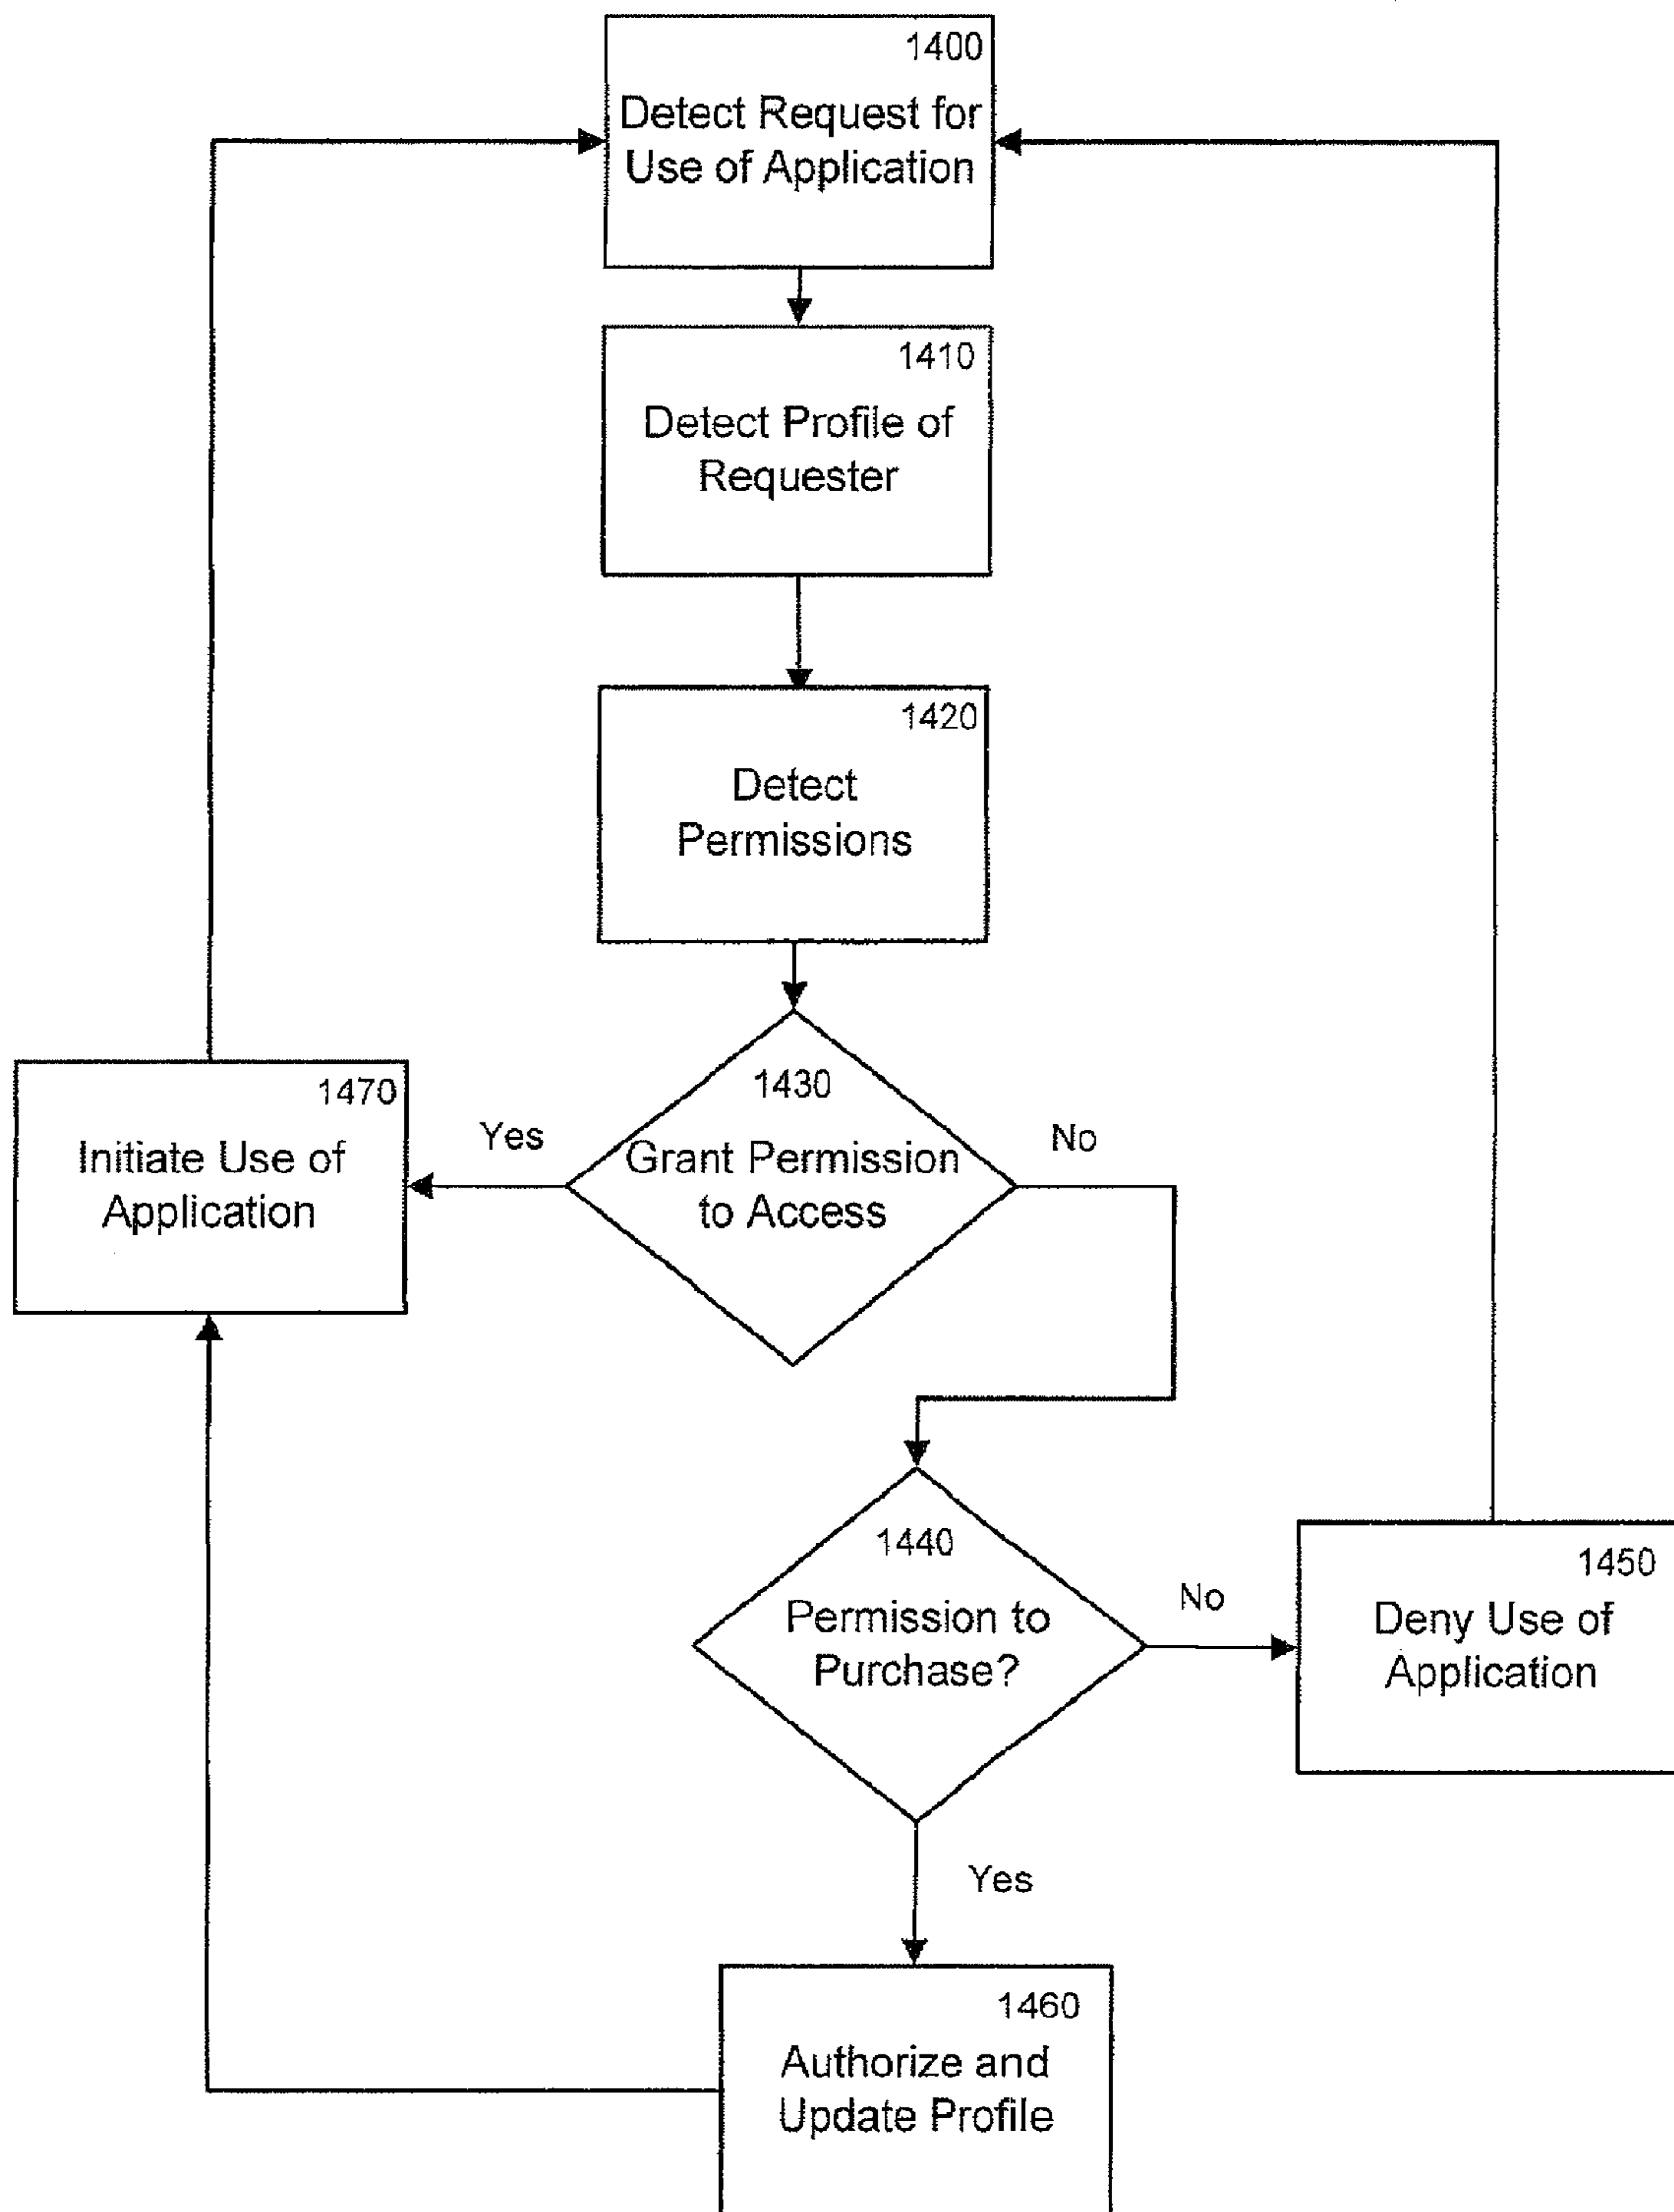 1400
Detect Request for
Use of Application
1410
Detect Profile of
Requester
1420
Detect
Permissions
1430
Grant Permission
to Access
Yes
No
1470
Initiate Use of
Application
1440
Permission to
Purchase?
No
Yes
1450
Deny Use of
Application
1460
Authorize and
Update Profile